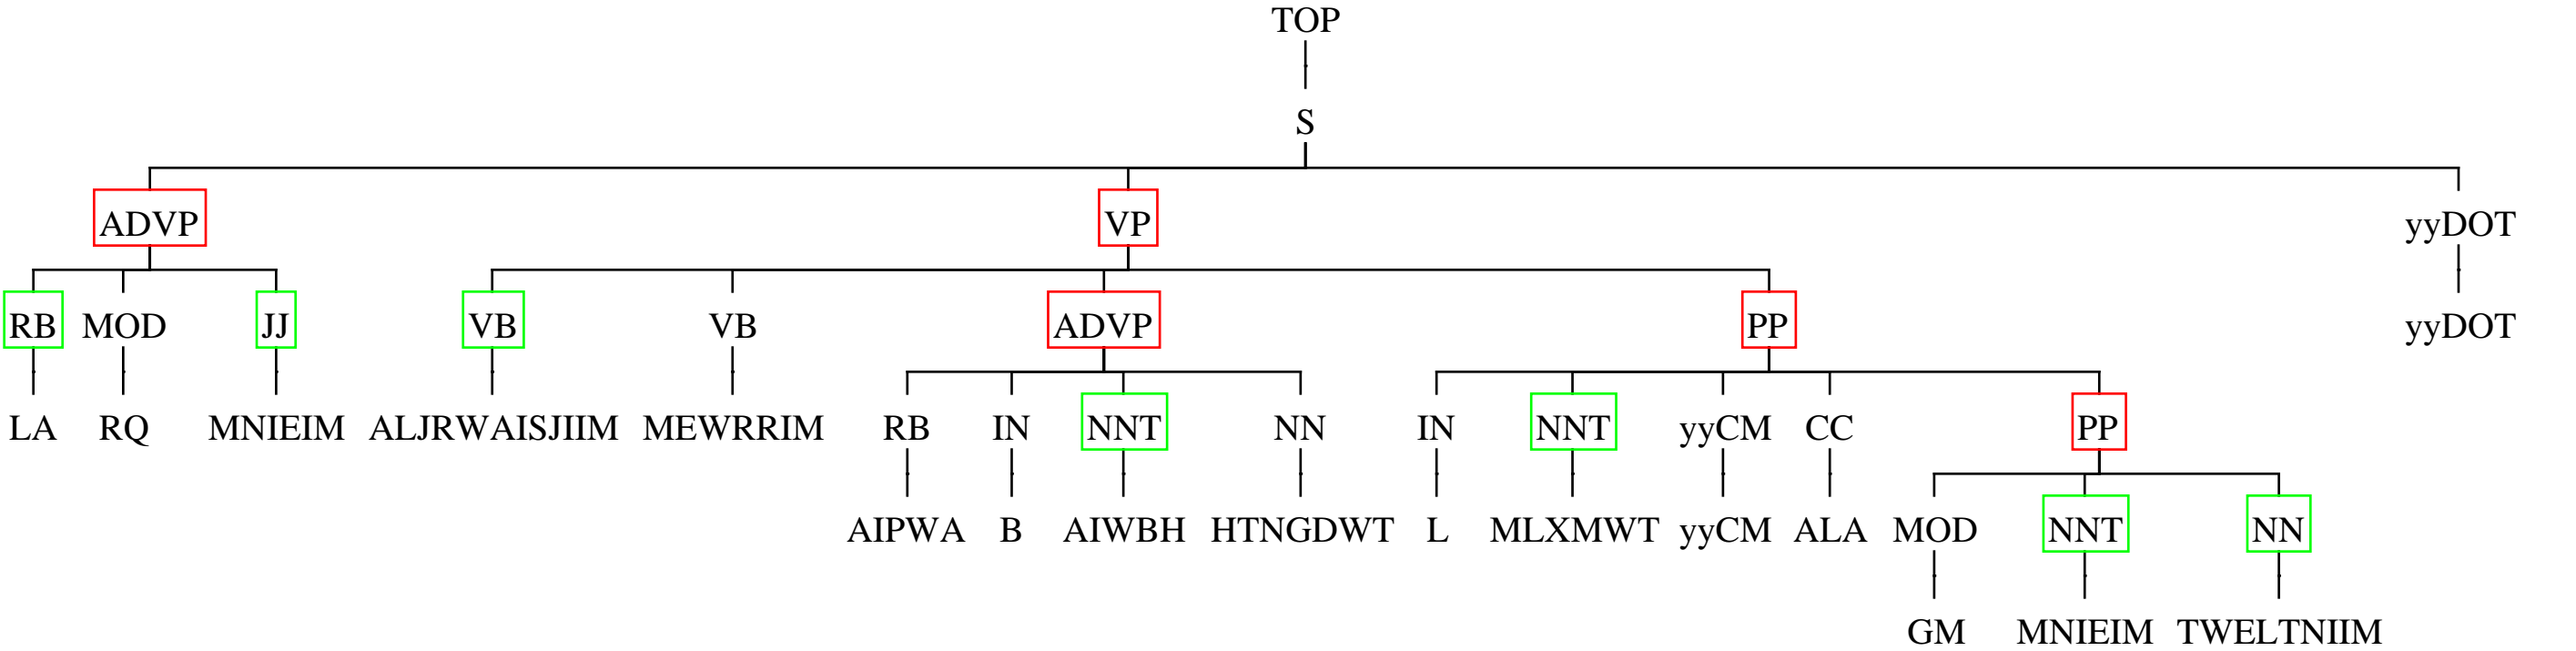 TOP
S
ADVP VP yyDOT
RB MOD JJ VB VB ADVP PP yyDOT
LA RQ MNIEIM ALJRWAISJIIM MEWRRIM RB IN NNT NN IN NNT yyCM CC PP
AIPWA B AIWBH HTNGDWT L MLXMWT yyCM ALA MOD NNT NN
GM MNIEIM TWELTNIIM